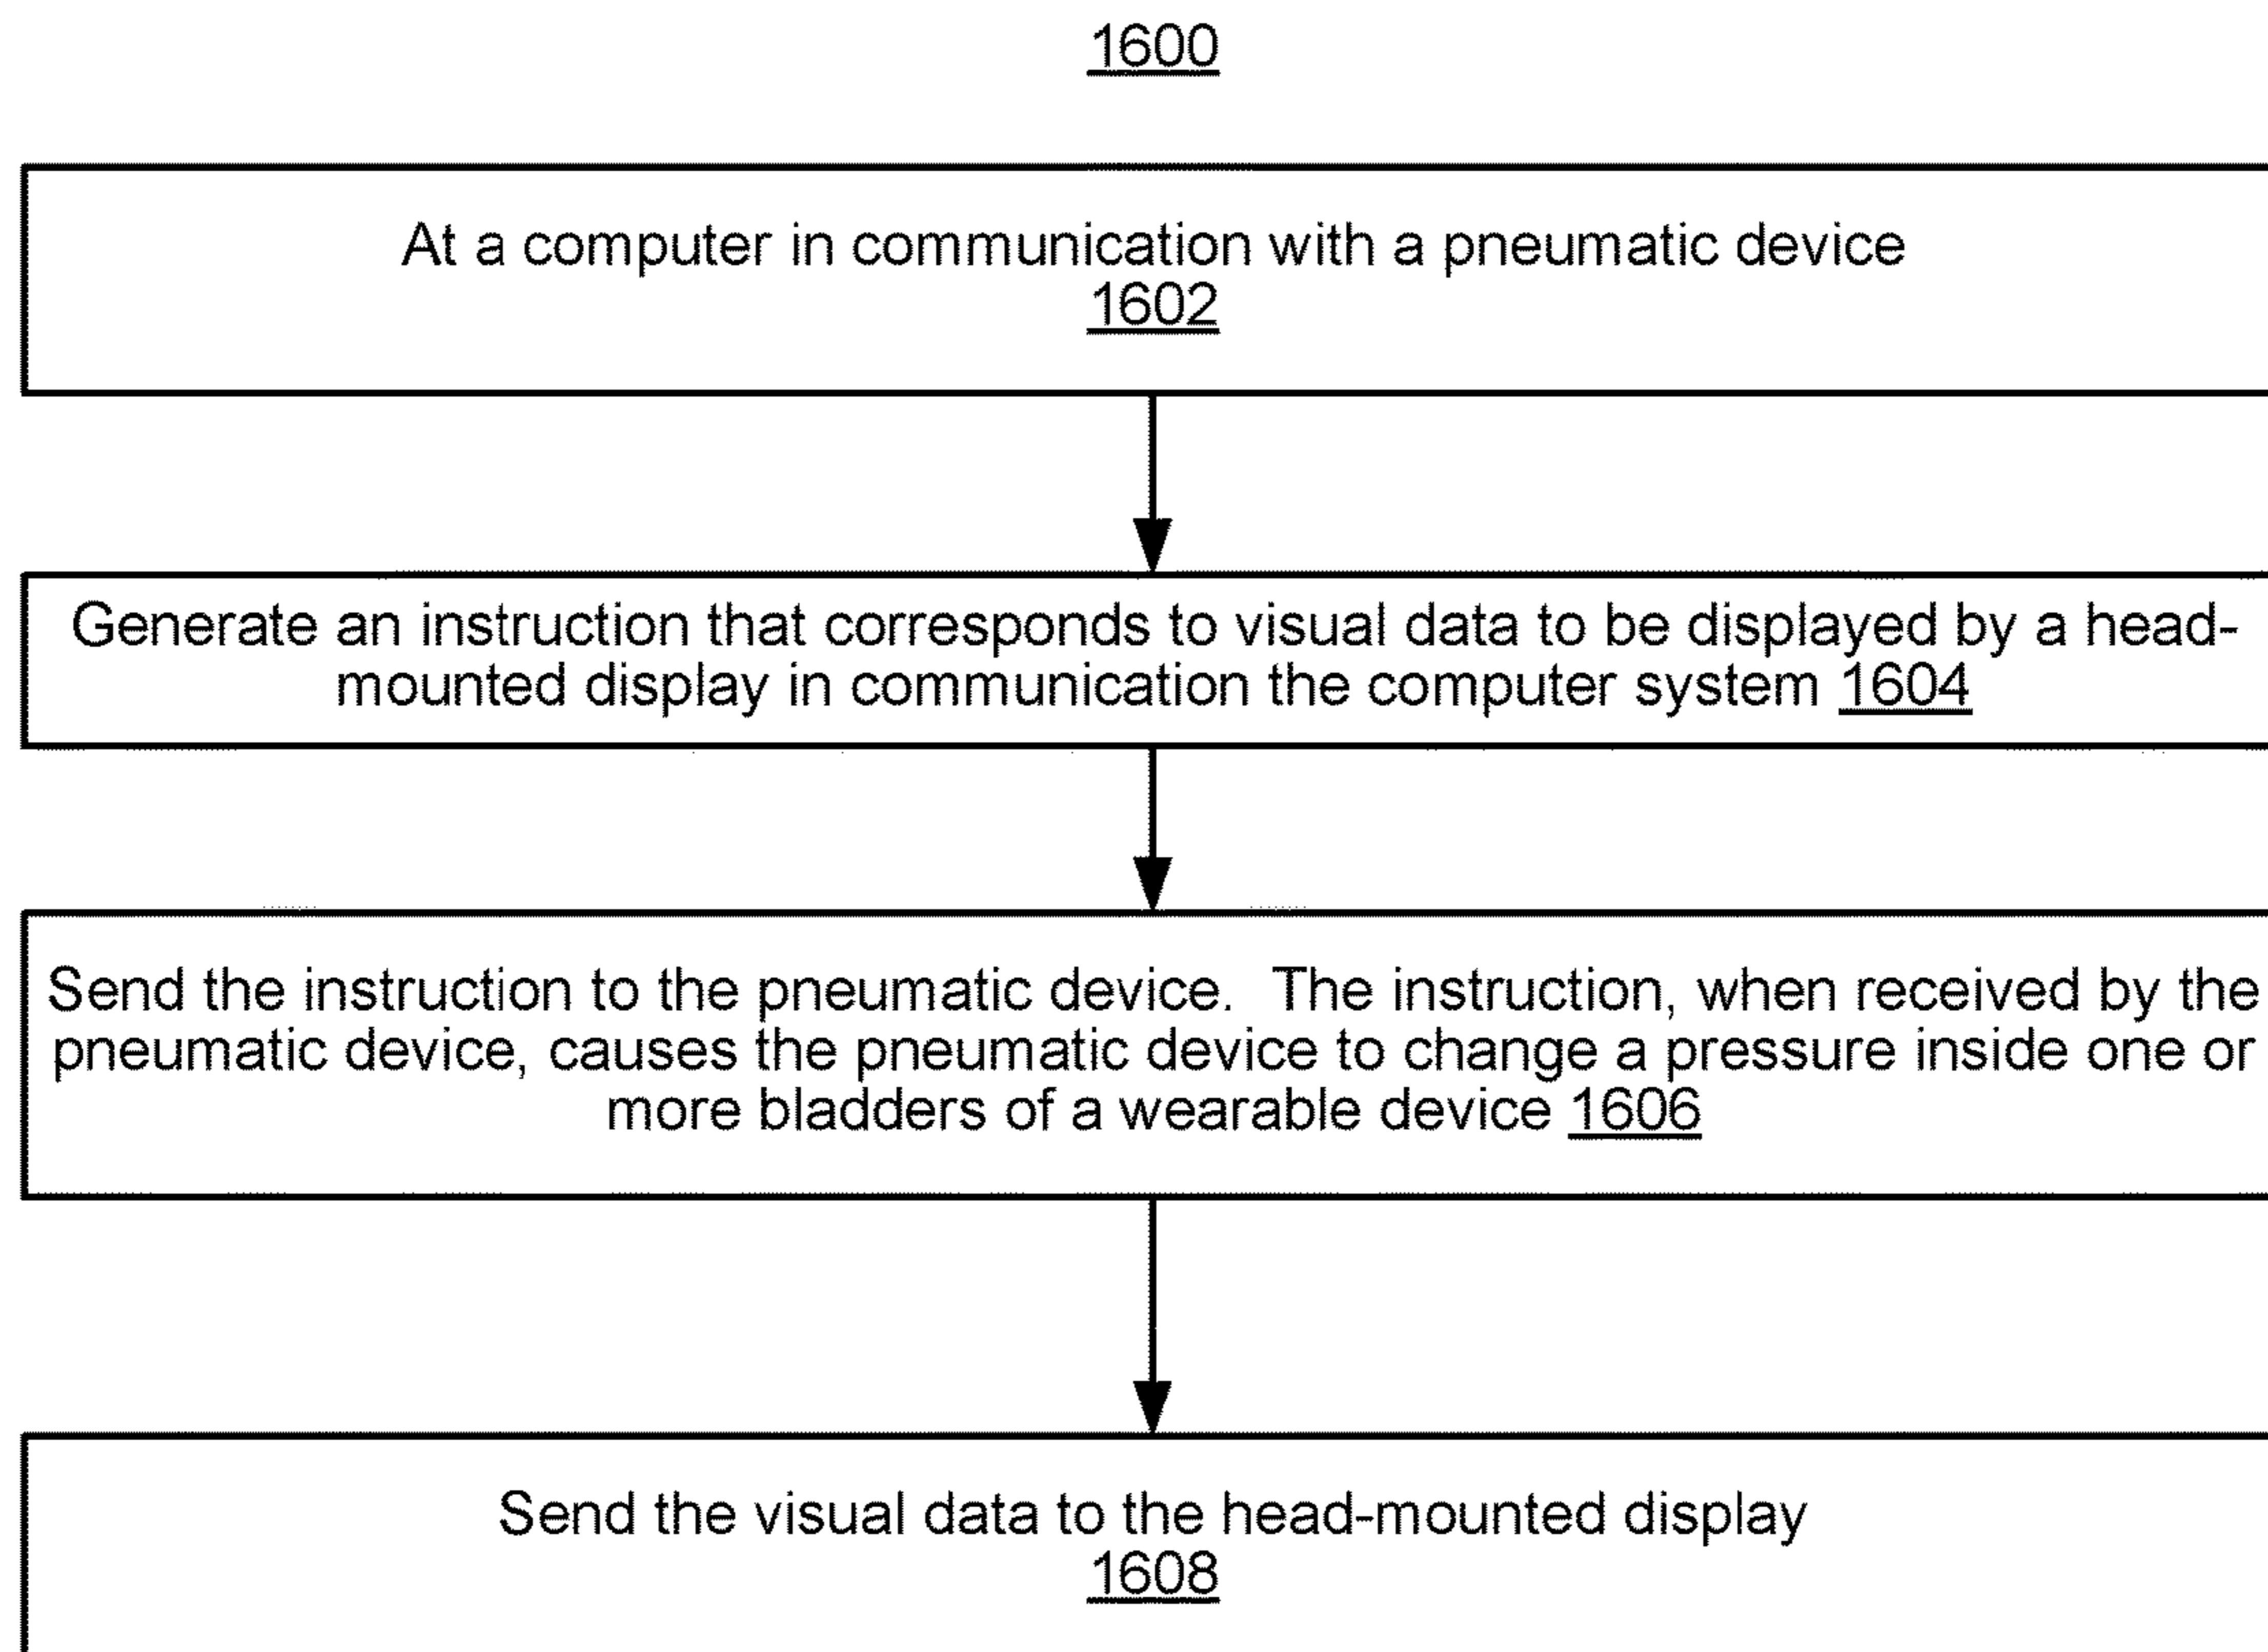 1600
At a computer in communication with a pneumatic device
1602
Generate an instruction that corresponds to visual data to be displayed by a head-
mounted display in communication the computer system 1604
Send the instruction to the pneumatic device.  The instruction, when received by the
pneumatic device, causes the pneumatic device to change a pressure inside one or
more bladders of a wearable device 1606
Send the visual data to the head-mounted display
1608